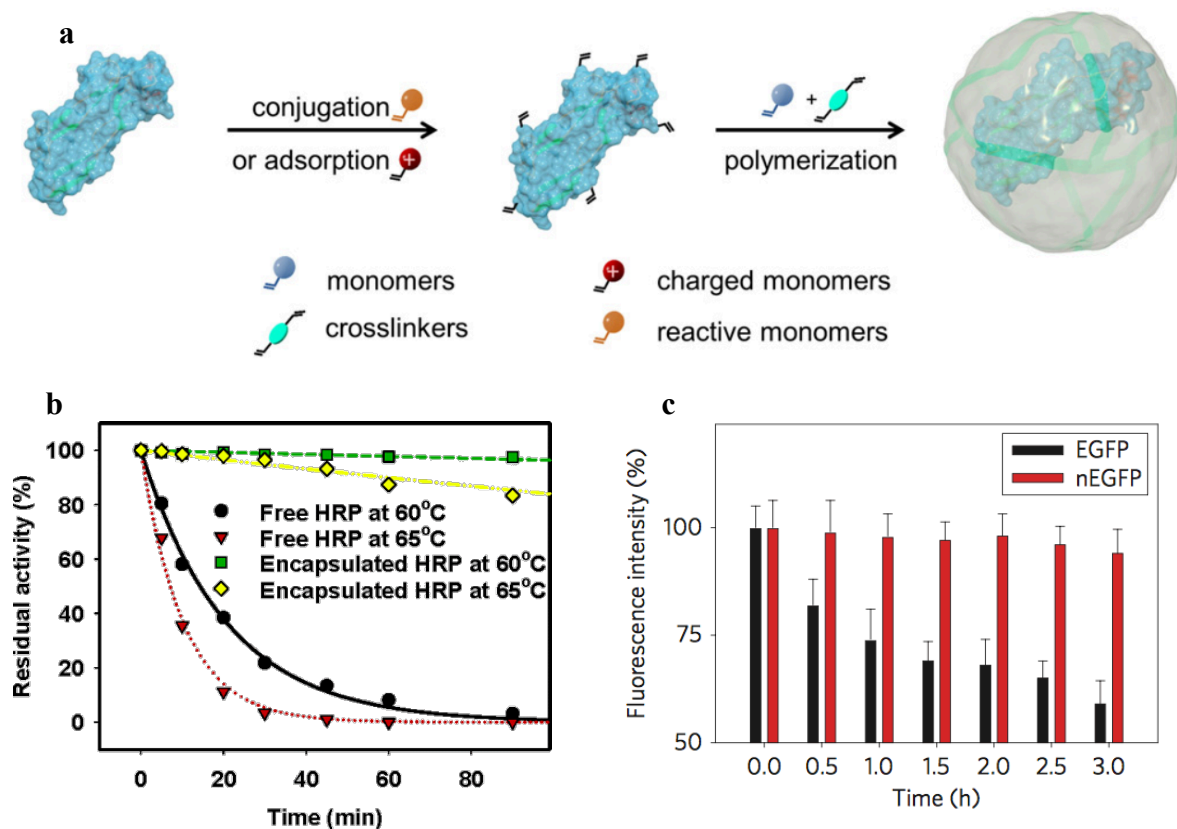 a
conjugation
or adsorption
+
polymerization
monomers
charged monomers
crosslinkers
reactive monomers
b
Residual activity (%)
100
80
60
40
20
0
Free HRP at 60°C
Free HRP at 65°C
Encapsulated HRP at 60°C
Encapsulated HRP at 65°C
0 20 40 60 80
Time (min)
c
Fluorescence intensity (%)
100
75
50
EGFP
nEGFP
0.0 0.5 1.0 1.5 2.0 2.5 3.0
Time (h)